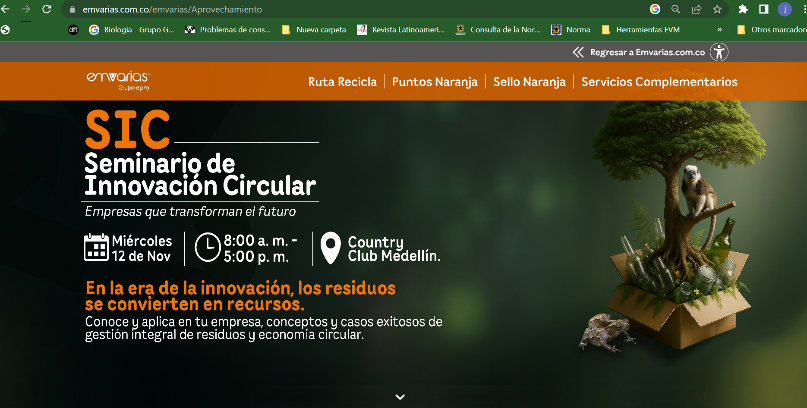 emvarias.com.co/emvarias/Aprovechamiento
Biologia - Grupo G...
Problemas de cons...
Nueva carpeta
Revista Latinoameri...
Consulta de la Nor...
Norma
Herramientas EVM
»
Otros marcadores
Regresar a Emvarias.com.co
emvarias
Grupo·epm
Ruta Recicla | Puntos Naranja | Sello Naranja | Servicios Complementarios
SIC
Seminario de
Innovación Circular
Empresas que transforman el futuro
Miércoles
12 de Nov
8:00 a. m. -
5:00 p. m.
Country
Club Medellín.
En la era de la innovación, los residuos
se convierten en recursos.
Conoce y aplica en tu empresa, conceptos y casos exitosos de
gestión integral de residuos y economía circular.